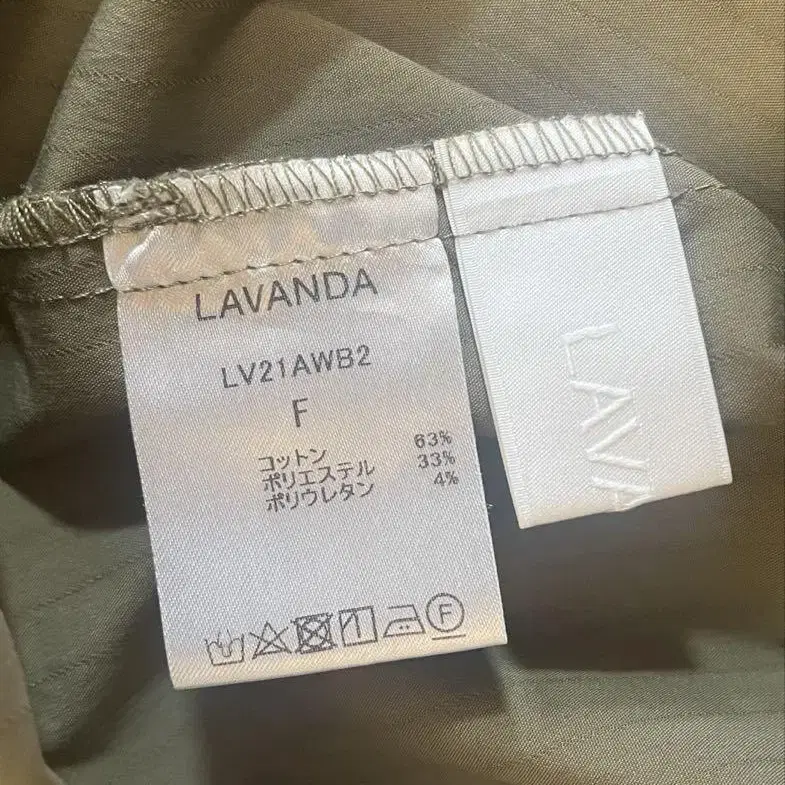 LAVANDA
LV21AWB2
F
コットン 63%
ポリエステル 33%
ポリウレタン 4%
F
LAVA